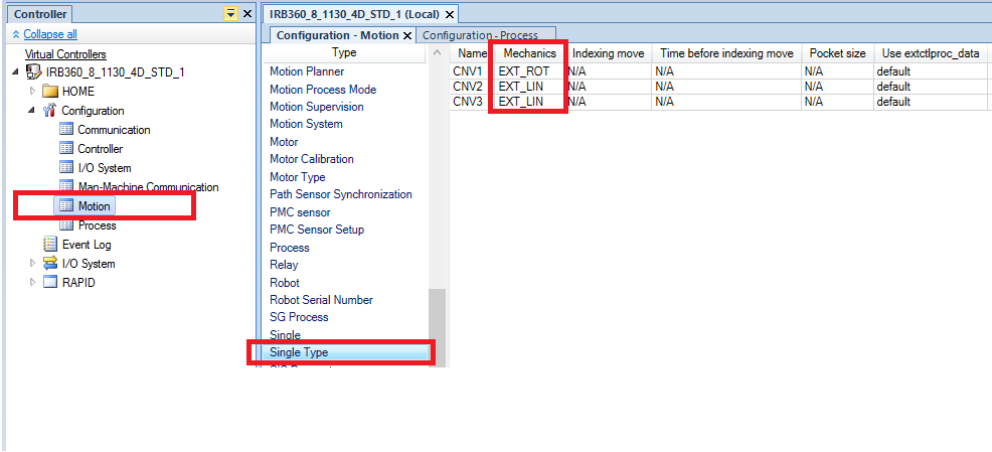 Controller
IRB360_8_1130_4D_STD_1 (Local)
Collapse all
Configuration - Motion
Configuration - Process
Virtual Controllers
IRB360_8_1130_4D_STD_1
HOME
Configuration
Communication
Controller
I/O System
Man-Machine Communication
Motion
Process
Event Log
I/O System
RAPID
Type
Motion Planner
Motion Process Mode
Motion Supervision
Motion System
Motor
Motor Calibration
Motor Type
Path Sensor Synchronization
PMC sensor
PMC Sensor Setup
Process
Relay
Robot
Robot Serial Number
SG Process
Single
Single Type
Name Mechanics Indexing move Time before indexing move Pocket size Use extctlproc_data
CNV1 EXT_ROT N/A N/A N/A default
CNV2 EXT_LIN N/A N/A N/A default
CNV3 EXT_LIN N/A N/A N/A default